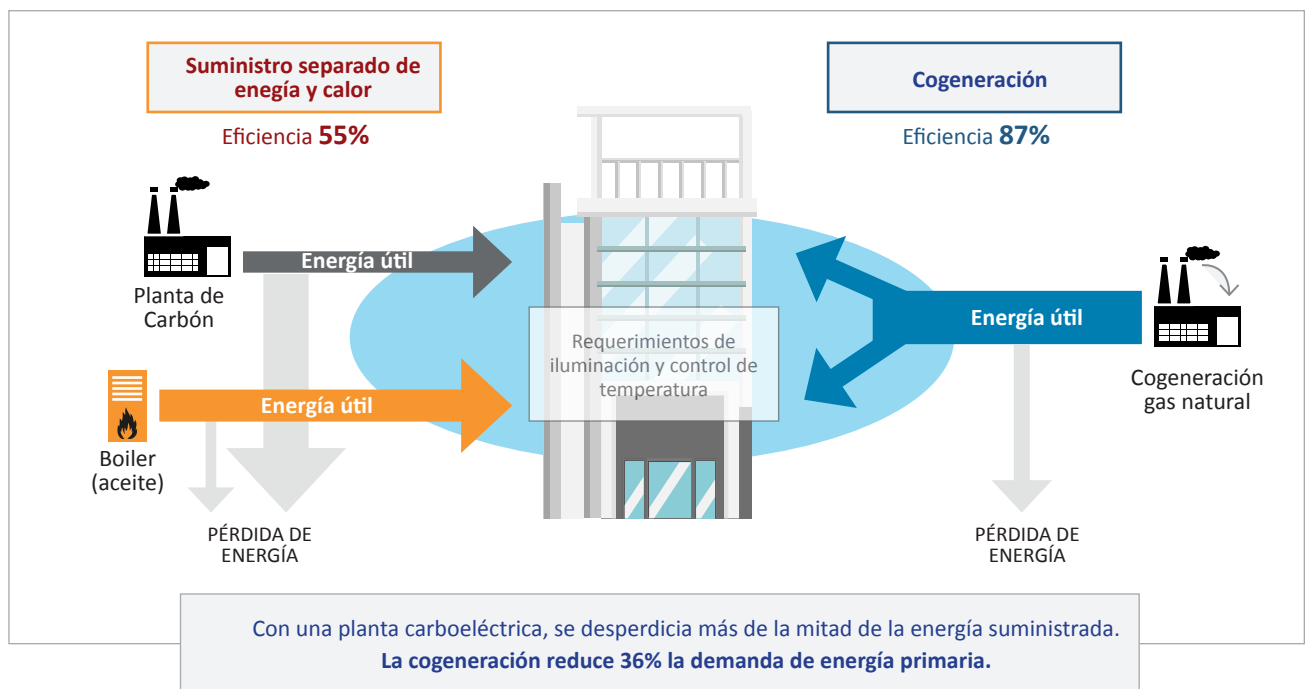 Suministro separado de
enegía y calor
Eficiencia 55%
Cogeneración
Eficiencia 87%
Planta de
Carbón
Energía útil
Boiler
(aceite)
Energía útil
PÉRDIDA DE
ENERGÍA
Requerimientos de
iluminación y control de
temperatura
Energía útil
Cogeneración
gas natural
PÉRDIDA DE
ENERGÍA
Con una planta carboeléctrica, se desperdicia más de la mitad de la energía suministrada.
La cogeneración reduce 36% la demanda de energía primaria.